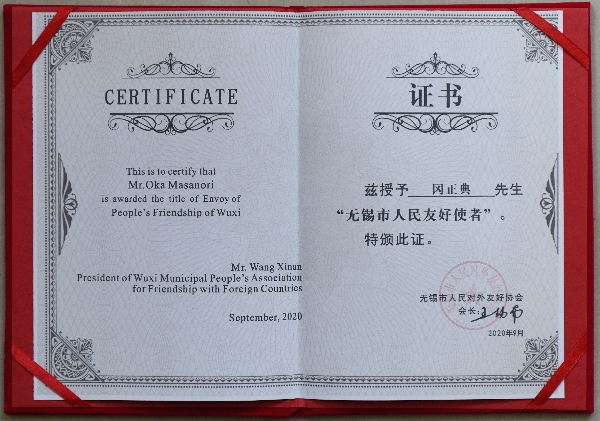 CERTIFICATE
This is to certify that
Mr.Oka Masanori
is awarded the title of Envoy of
People's Friendship of Wuxi
Mr. Wang Xinun
President of Wuxi Municipal People's Association
for Friendship with Foreign Countries
September, 2020
证书
兹授予 冈正典 先生
“无锡市人民友好使者”。
特颁此证。
无锡市人民对外友好协会
会长:
2020年9月